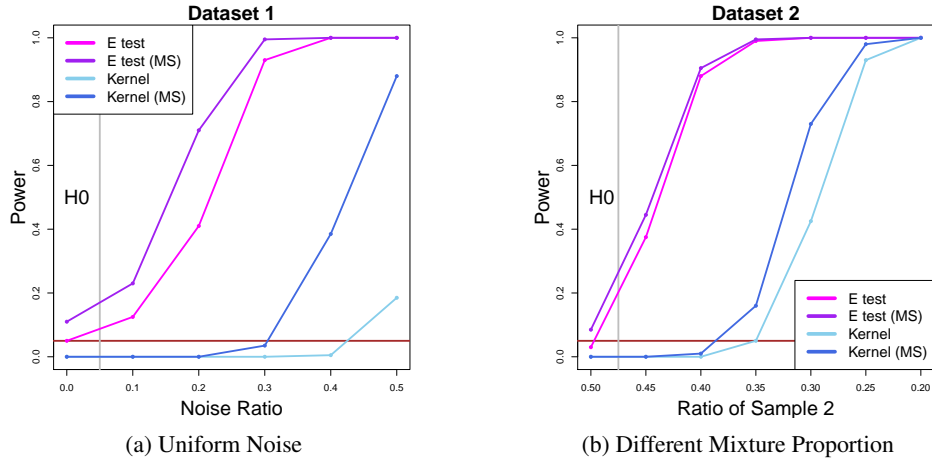 Dataset 1
E test
E test (MS)
Kernel
Kernel (MS)
H0
Power
0.0
0.2
0.4
0.6
0.8
1.0
0.0 0.1 0.2 0.3 0.4 0.5
Noise Ratio
(a) Uniform Noise
Dataset 2
H0
Power
0.0
0.2
0.4
0.6
0.8
1.0
E test
E test (MS)
Kernel
Kernel (MS)
0.50 0.45 0.40 0.35 0.30 0.25 0.20
Ratio of Sample 2
(b) Different Mixture Proportion